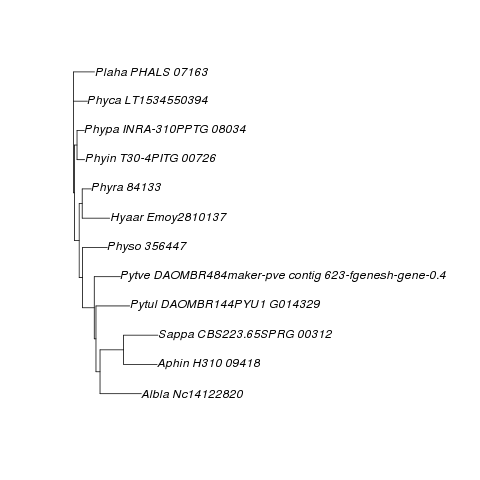 Plaha PHALS 07163
Phyca LT1534550394
Phypa INRA-310PPTG 08034
Phyin T30-4PITG 00726
Phyra 84133
Hyaar Emoy2810137
Physo 356447
Pytve DAOMBR484maker-pve contig 623-fgenesh-gene-0.4
Pytul DAOMBR144PYU1 G014329
Sappa CBS223.65SPRG 00312
Aphin H310 09418
Albla Nc14122820